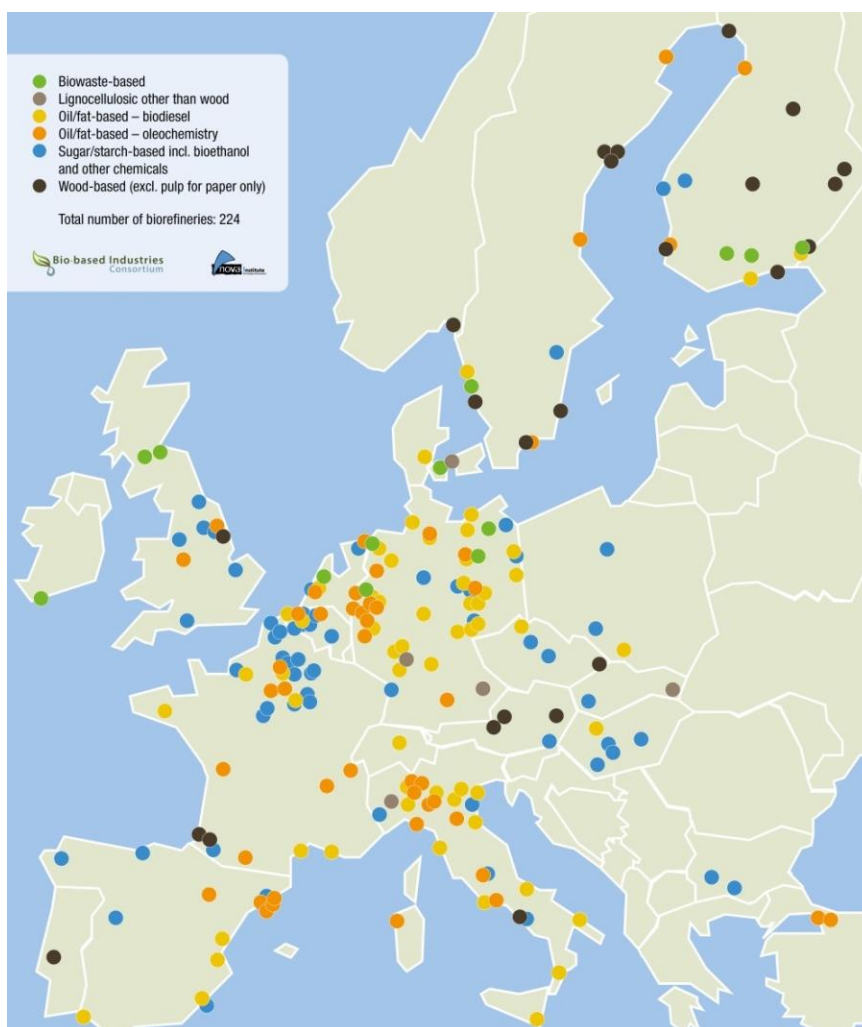 Biowaste-based
Lignocellulosic other than wood
Oil/fat-based – biodiesel
Oil/fat-based – oleochemistry
Sugar/starch-based incl. bioethanol
and other chemicals
Wood-based (excl. pulp for paper only)
Total number of biorefineries: 224
Bio-based Industries
Consortium
nova
Institute